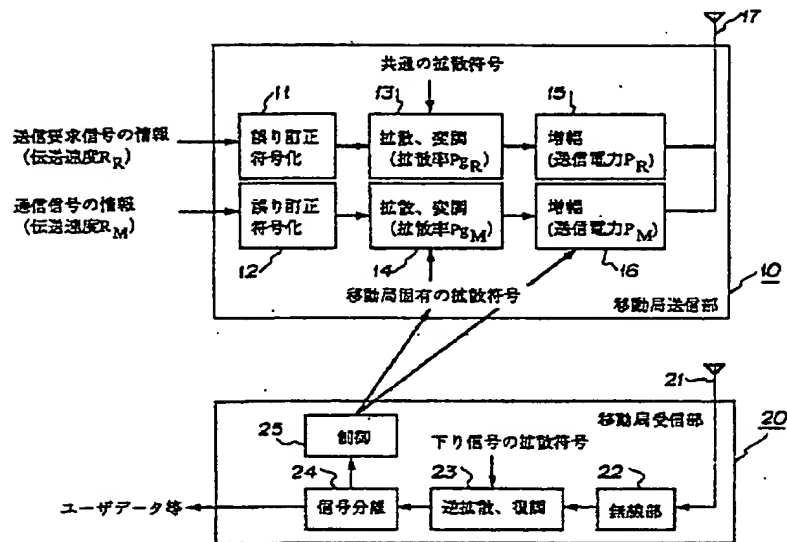 17
共通の拡散符号
11
13
15
送信要求信号の情報
(伝送速度RR)
誤り訂正
符号化
拡散、変調
(拡散率PgR)
増幅
(送信電力PR)
通信信号の情報
(伝送速度RM)
誤り訂正
符号化
拡散、変調
(拡散率PgM)
増幅
(送信電力PM)
12
14
16
移動局固有の拡散符号
10
移動局送信部
21
移動局受信部
20
25
制御
下り信号の拡散符号
24
23
22
ユーザデータ等
信号分離
逆拡散、復調
無線部